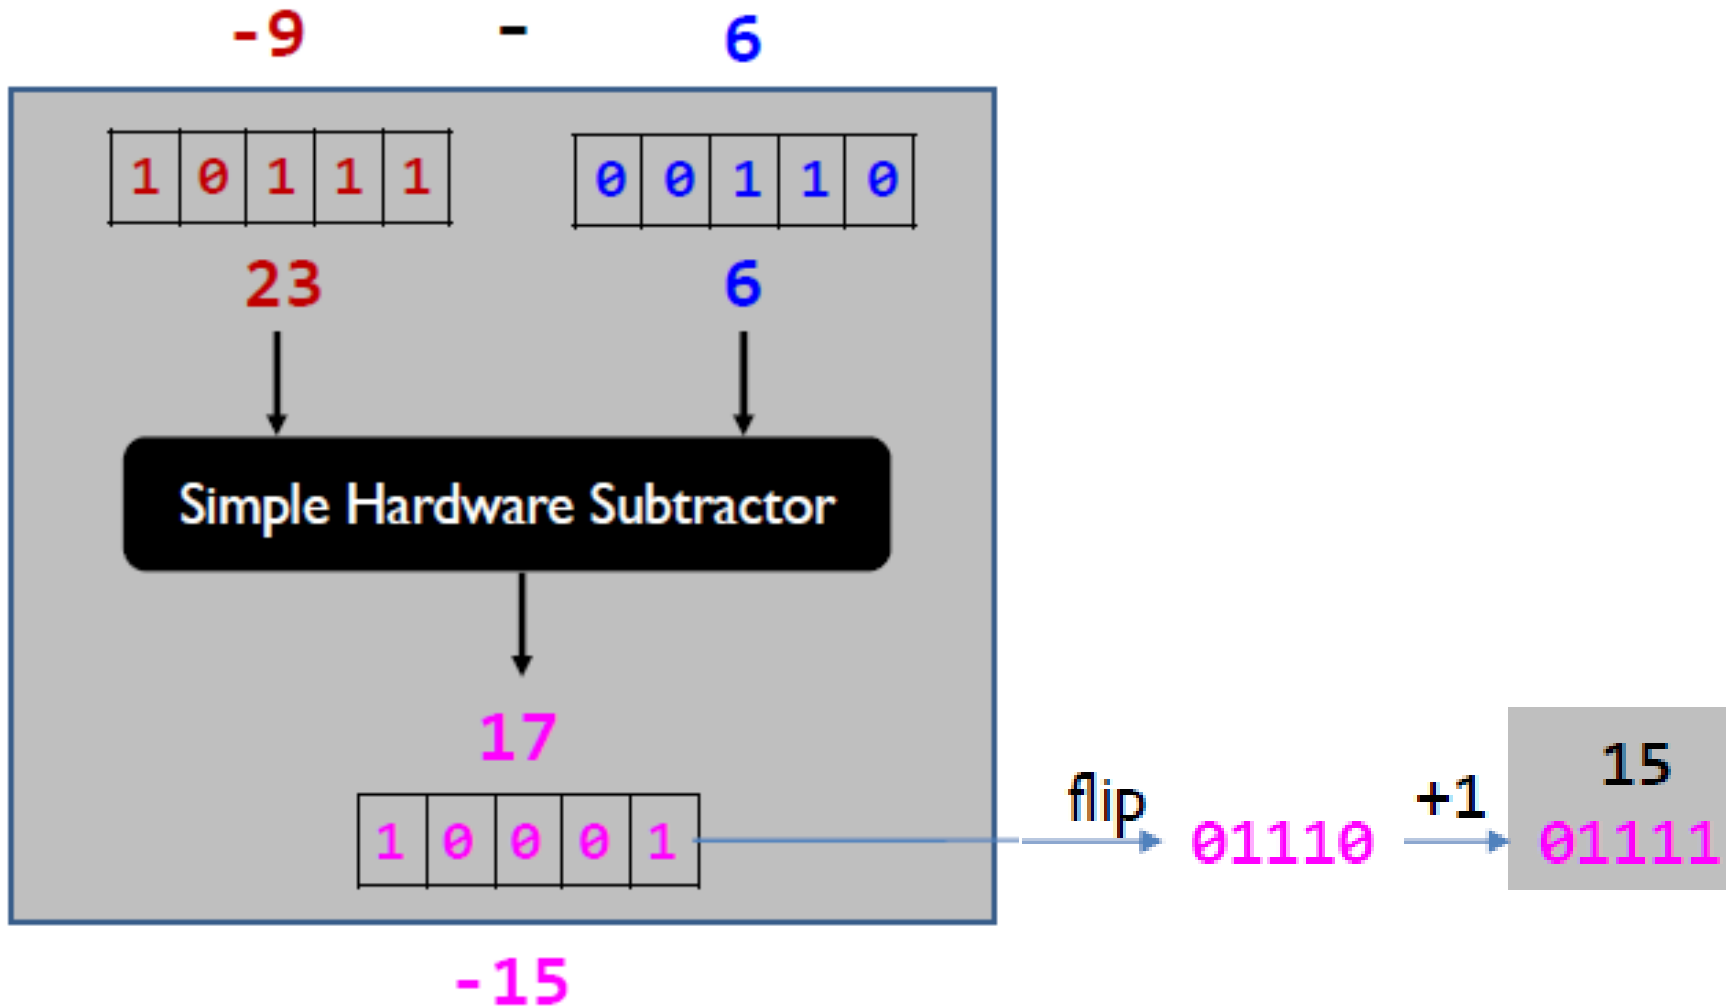 -9 - 6
1 0 1 1 1 0 0 1 1 0
23 6
Simple Hardware Subtractor
17
1 0 0 0 1
flip
01110
+1
15
01111
-15